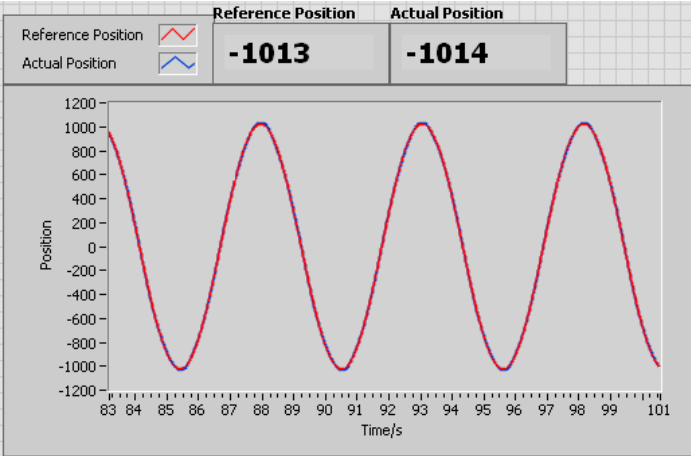 Reference Position Actual Position
Reference Position
Actual Position
-1013 -1014
1200
1000
800
600
400
200
0
-200
-400
-600
-800
-1000
-1200
Position
83 84 85 86 87 88 89 90 91 92 93 94 95 96 97 98 99 101
Time/s